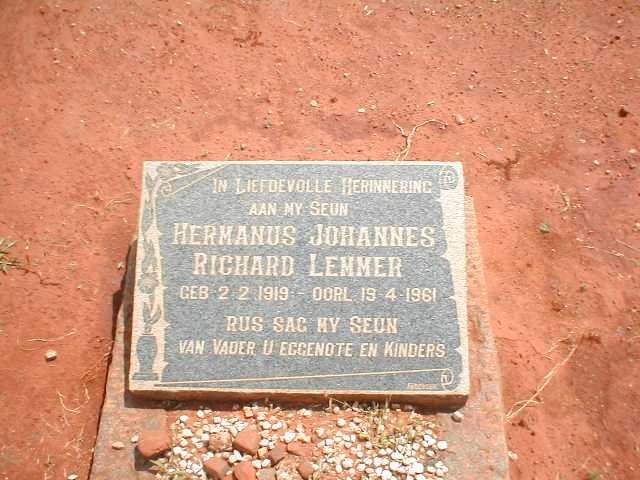 IN LIEFDEVOLLE HERINNERING
AAN MY SEUN
HERMANUS JOHANNES
RICHARD LEMMER
GEB 2-2-1919 - OORL. 19-4-1961
RUS SAG MY SEUN
VAN VADER U EGGENOTE EN KINDERS